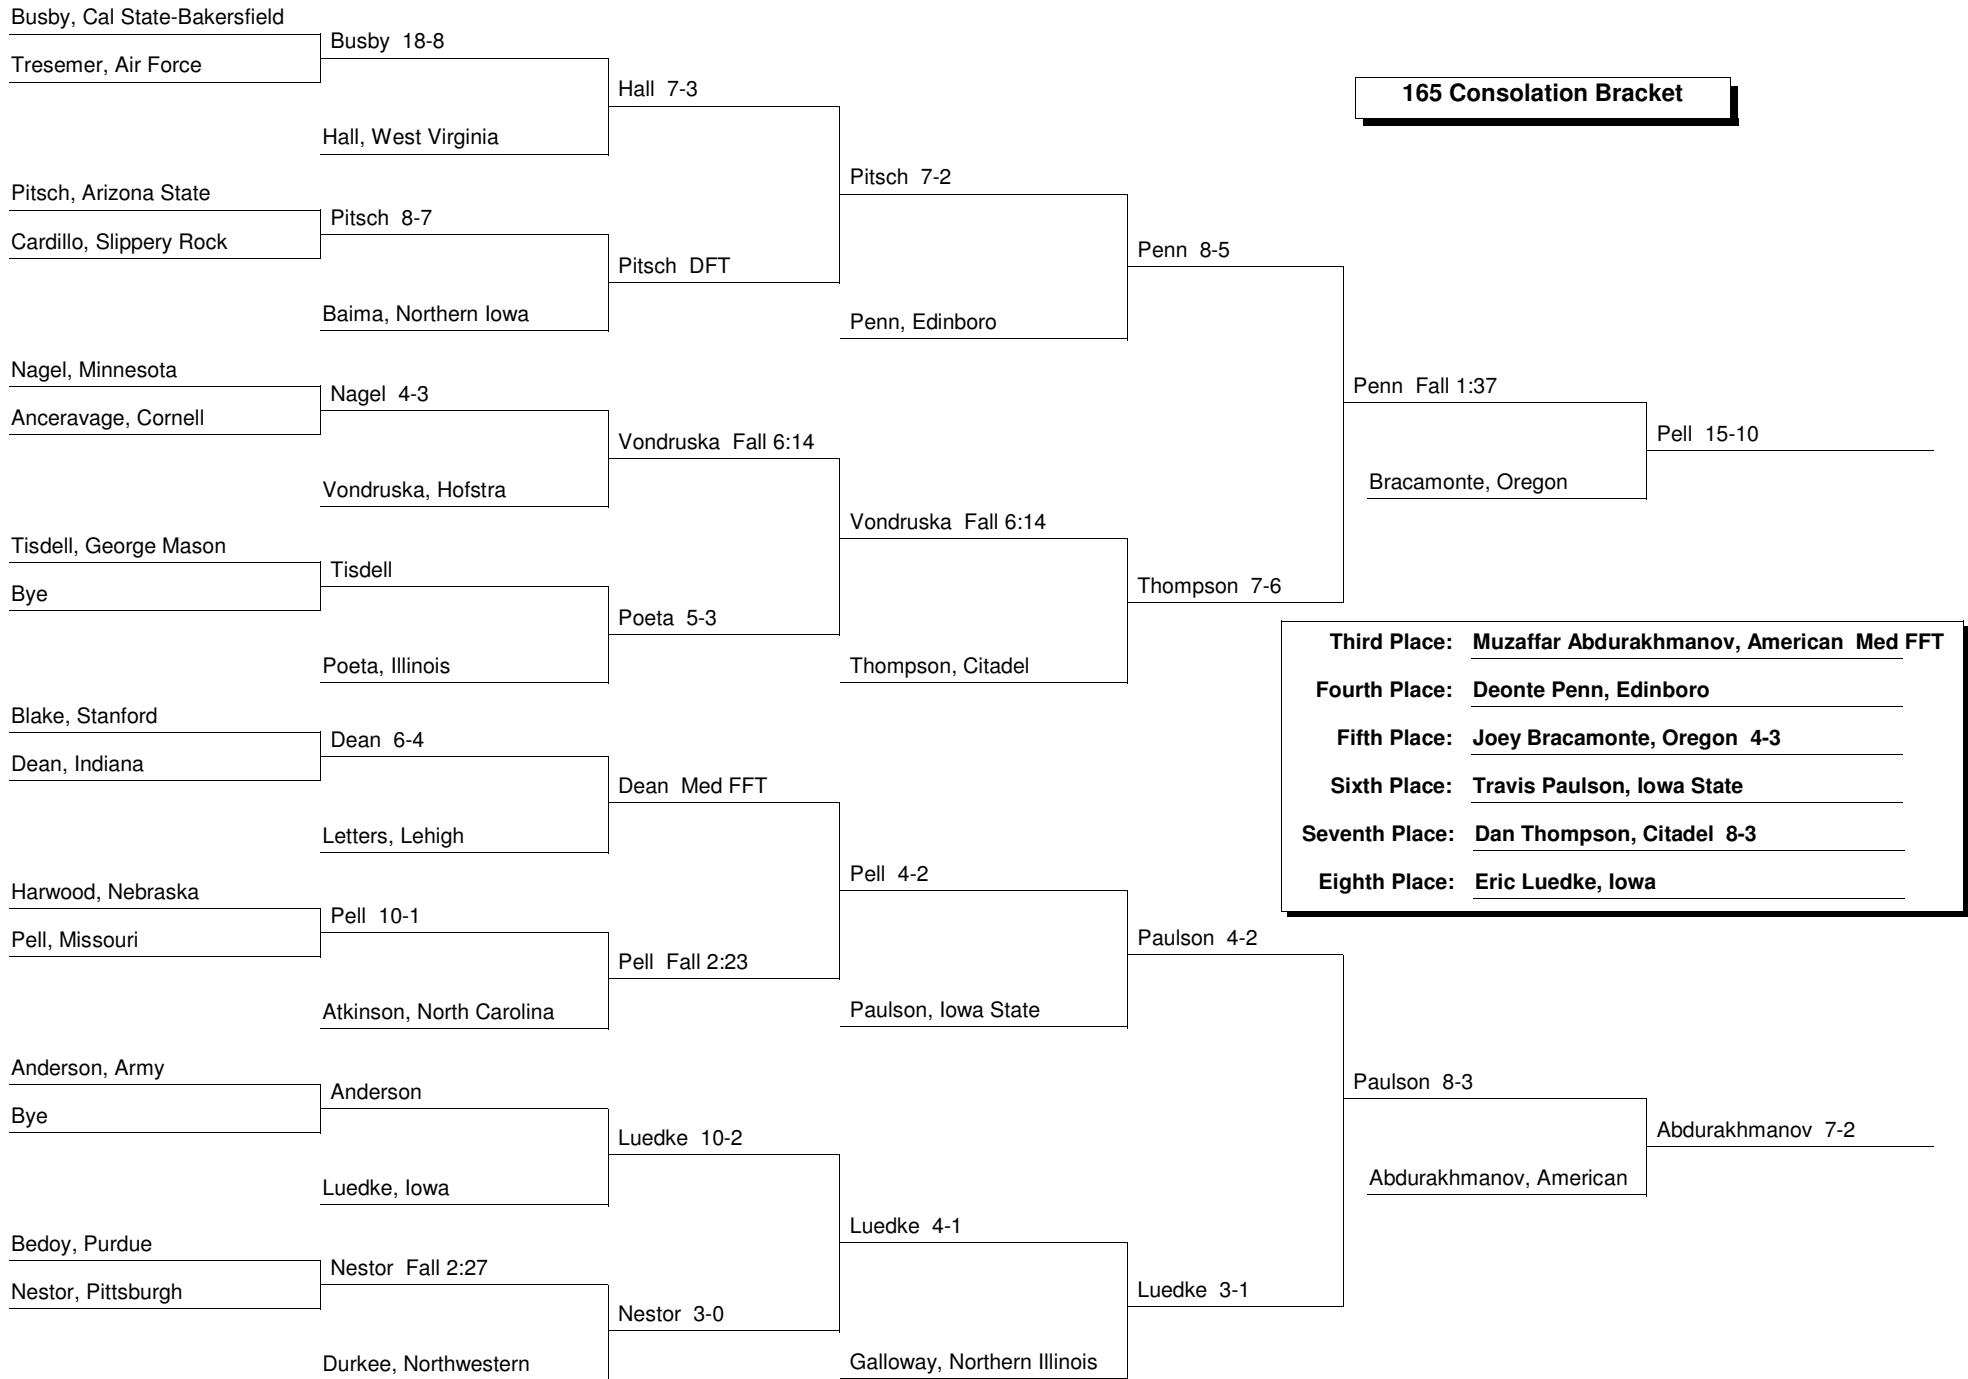 Busby, Cal State-Bakersfield
Tresemer, Air Force
Busby 18-8
Hall, West Virginia
Hall 7-3
165 Consolation Bracket
Pitsch, Arizona State
Cardillo, Slippery Rock
Pitsch 8-7
Baima, Northern Iowa
Pitsch DFT
Pitsch 7-2
Penn, Edinboro
Penn 8-5
Nagel, Minnesota
Anceravage, Cornell
Nagel 4-3
Vondruska, Hofstra
Vondruska Fall 6:14
Tisdell, George Mason
Bye
Tisdell
Poeta, Illinois
Poeta 5-3
Vondruska Fall 6:14
Thompson, Citadel
Thompson 7-6
Penn Fall 1:37
Bracamonte, Oregon
Pell 15-10
Third Place: Muzaffar Abdurakhmanov, American Med FFT
Fourth Place: Deonte Penn, Edinboro
Fifth Place: Joey Bracamonte, Oregon 4-3
Sixth Place: Travis Paulson, Iowa State
Seventh Place: Dan Thompson, Citadel 8-3
Eighth Place: Eric Luedke, Iowa
Blake, Stanford
Dean, Indiana
Dean 6-4
Letters, Lehigh
Dean Med FFT
Harwood, Nebraska
Pell, Missouri
Pell 10-1
Atkinson, North Carolina
Pell Fall 2:23
Pell 4-2
Paulson, Iowa State
Paulson 4-2
Anderson, Army
Bye
Anderson
Luedke, Iowa
Luedke 10-2
Bedoy, Purdue
Nestor, Pittsburgh
Nestor Fall 2:27
Durkee, Northwestern
Nestor 3-0
Luedke 4-1
Galloway, Northern Illinois
Luedke 3-1
Paulson 8-3
Abdurakhmanov, American
Abdurakhmanov 7-2